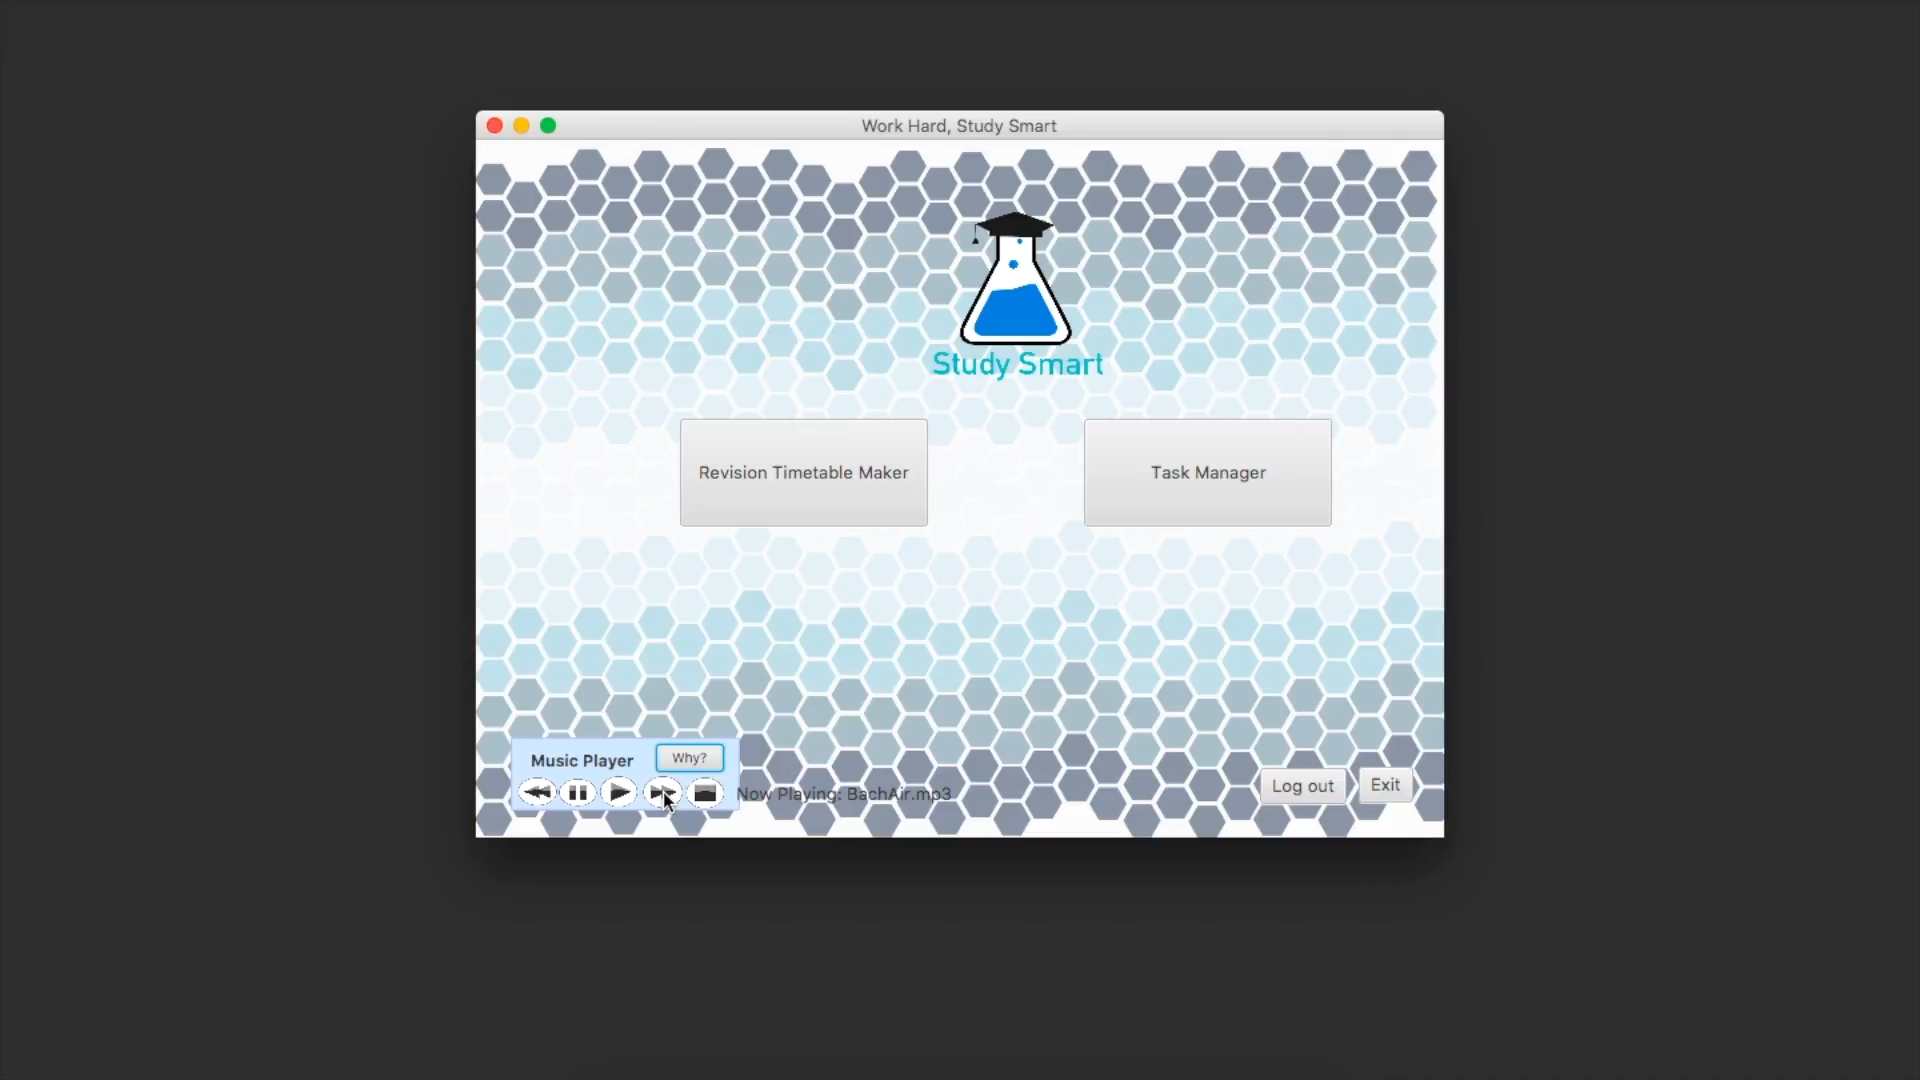 Work Hard, Study Smart
Study Smart
Revision Timetable Maker
Task Manager
Music Player
Why?
Now Playing: BachAir.mp3
Log out
Exit